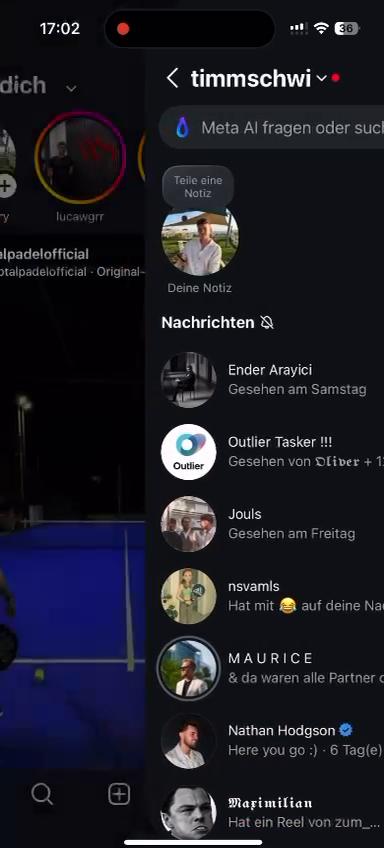 17:02
36
dich
timmschwi
Meta AI fragen oder such
Teile eine
Notiz
ry
lucawgrr
Deine Notiz
alpadelofficial
otalpadelofficial · Original-
Nachrichten
Ender Arayici
Gesehen am Samstag
Outlier Tasker !!!
Outlier
Gesehen von 𝕺𝖑𝖎𝖛𝖊𝖗 + 1
Jouls
Gesehen am Freitag
nsvamls
Hat mit 😂 auf deine Nac
M A U R I C E
& da waren alle Partner d
Nathan Hodgson
Here you go :) · 6 Tag(e)
𝕸𝖆𝖝𝖎𝖒𝖎𝖑𝖎𝖆𝖓
Hat ein Reel von zum_...